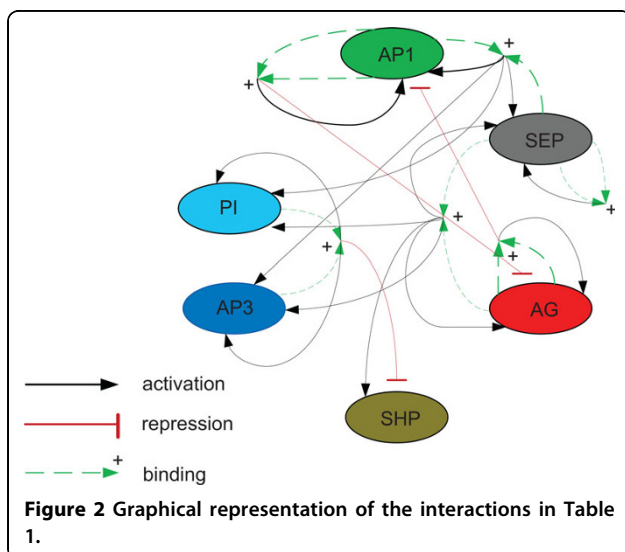 AP1
+
+
SEP
PI
+
+
+
+
AP3
AG
SHP
activation
repression
+
binding
Figure 2 Graphical representation of the interactions in Table
1.